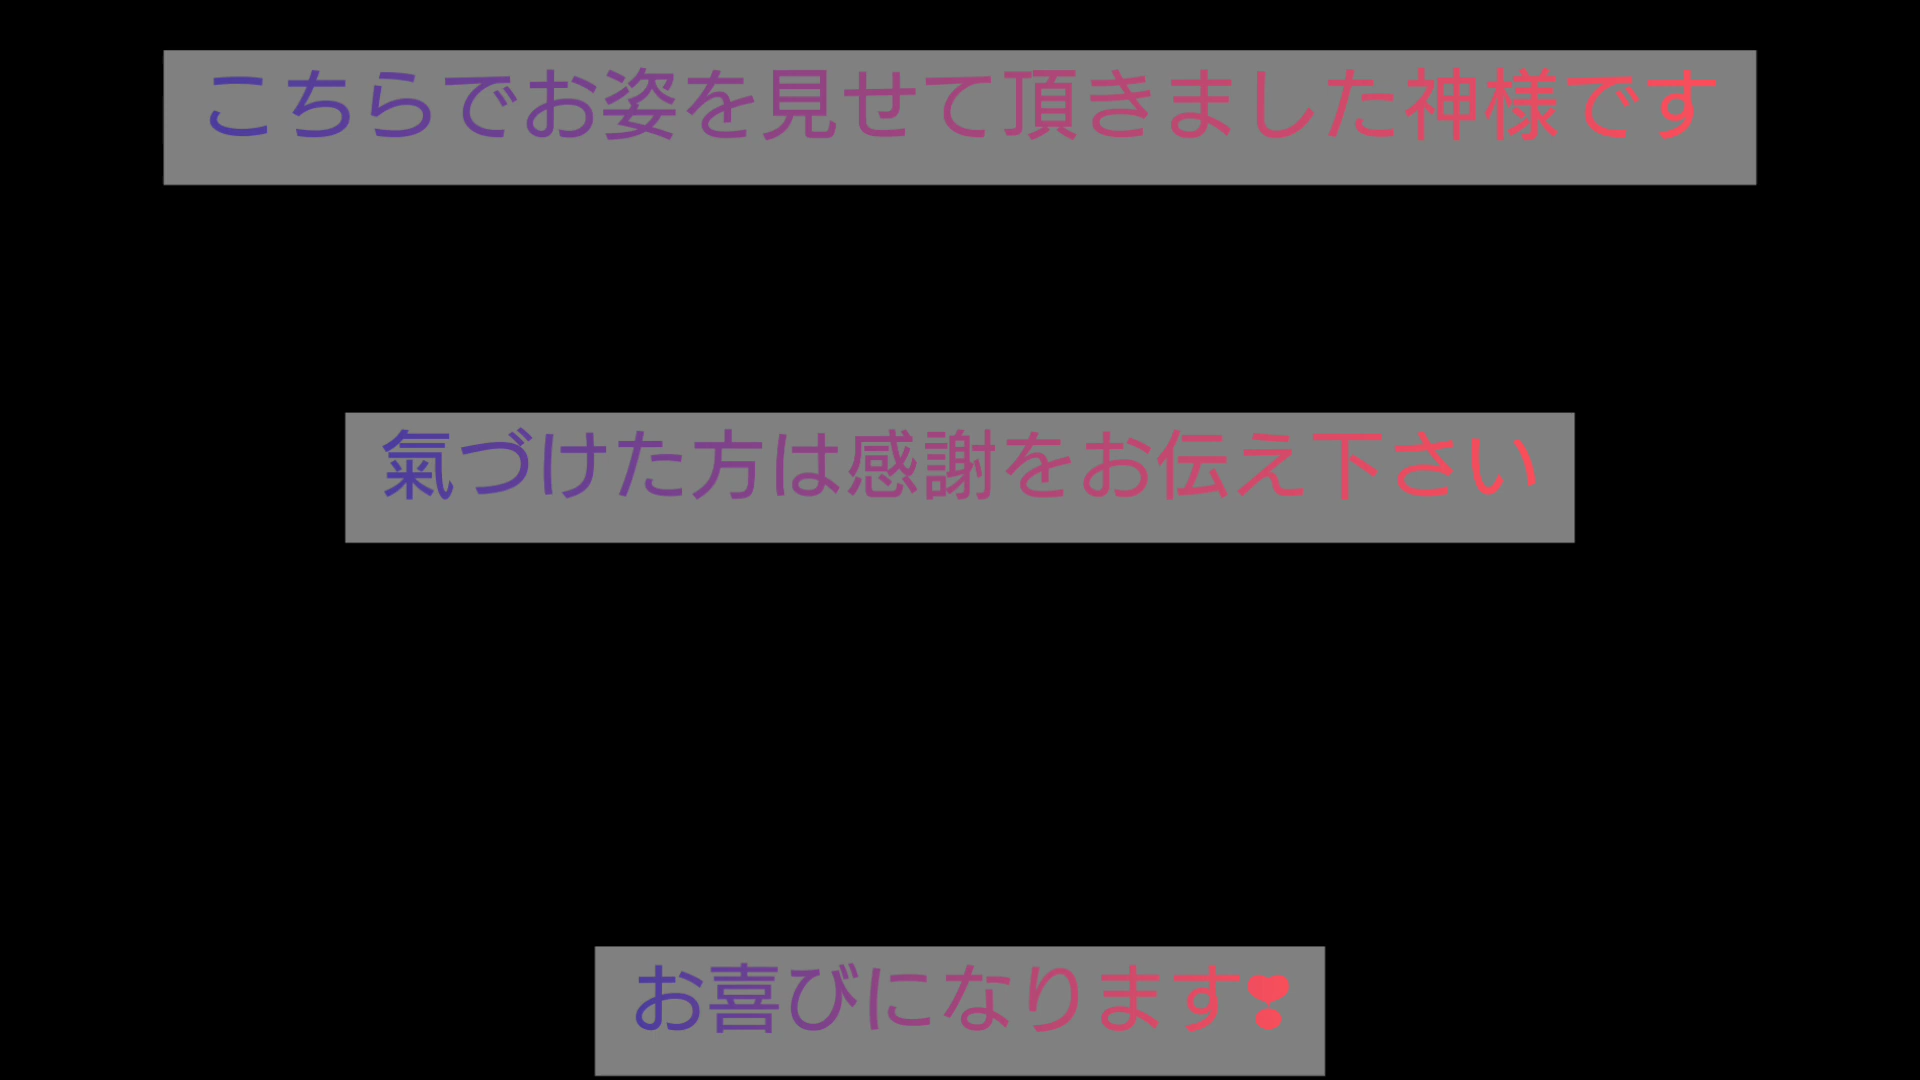 こちらでお姿を見せて頂きました神様です
氣づけた方は感謝をお伝え下さい
お喜びになります❣